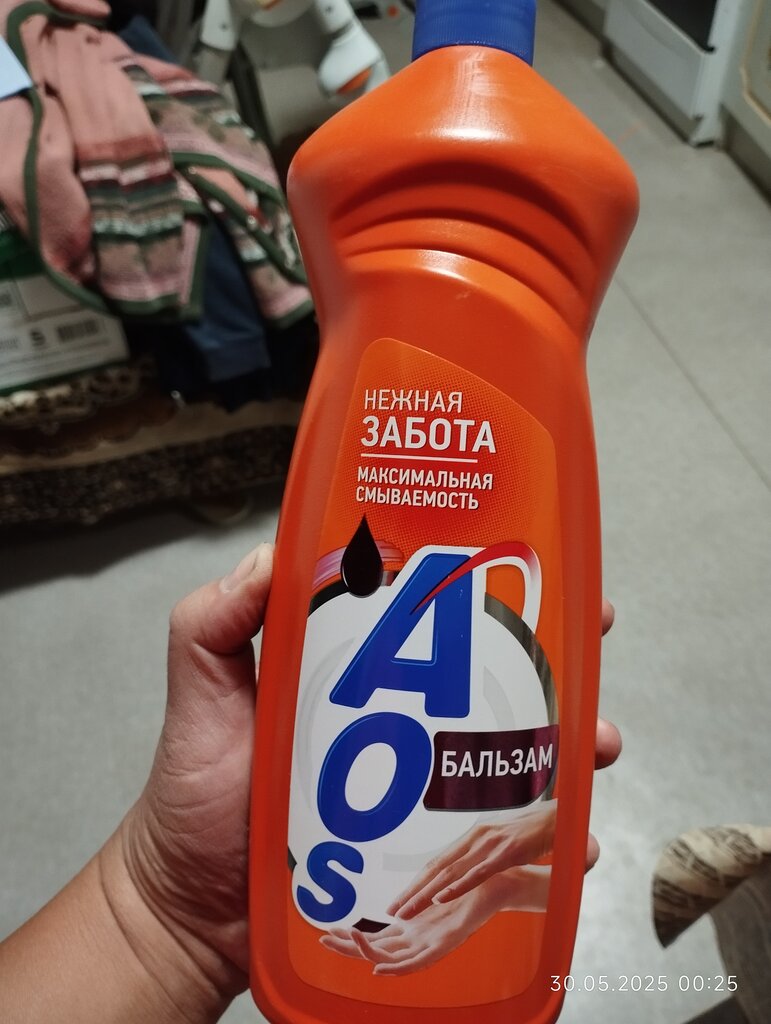 НЕЖНАЯ
ЗАБОТА
МАКСИМАЛЬНАЯ
СМЫВАЕМОСТЬ
AOS
БАЛЬЗАМ
30.05.2025 00:25